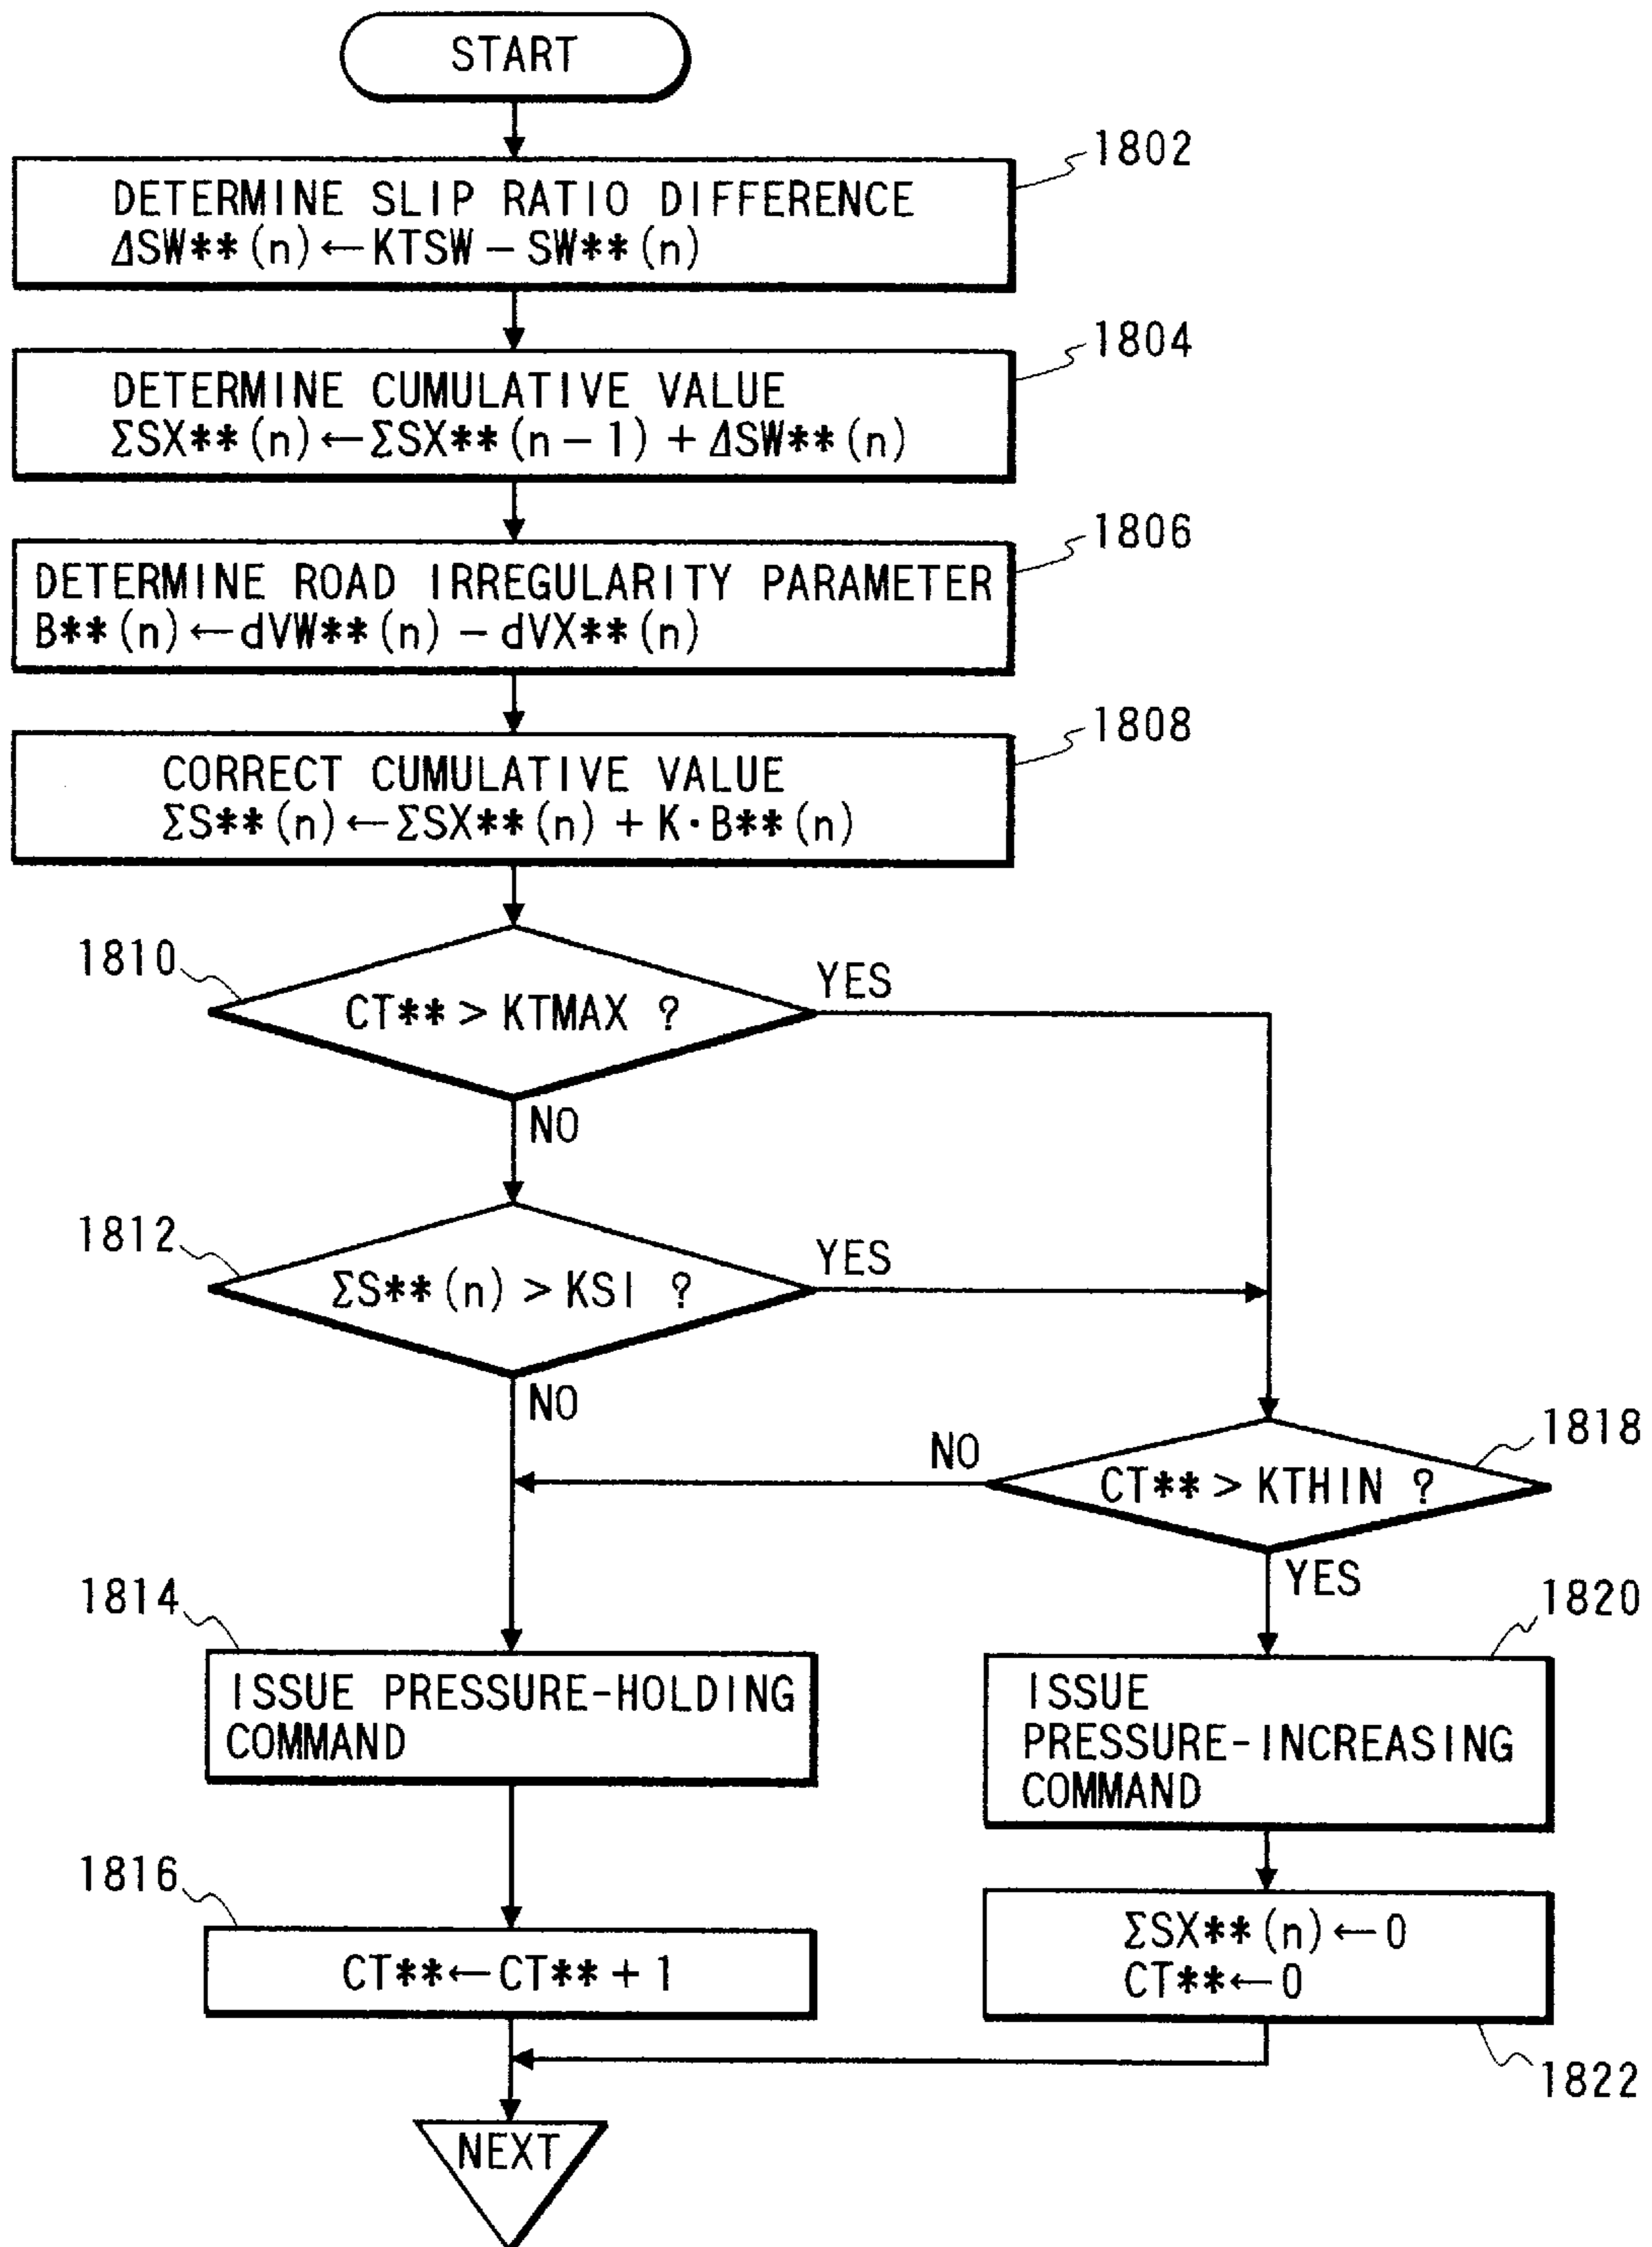 START
1802
DETERMINE SLIP RATIO DIFFERENCE
ΔSW**(n)←KTSW−SW**(n)
1804
DETERMINE CUMULATIVE VALUE
ΣSX**(n)←ΣSX**(n−1)+ΔSW**(n)
1806
DETERMINE ROAD IRREGULARITY PARAMETER
B**(n)←dVW**(n)−dVX**(n)
1808
CORRECT CUMULATIVE VALUE
ΣS**(n)←ΣSX**(n)+K·B**(n)
1810
CT**>KTMAX ?
YES
NO
1812
ΣS**(n)>KSI ?
YES
NO
1818
CT**>KTHIN ?
NO
YES
1814
ISSUE PRESSURE-HOLDING
COMMAND
1820
ISSUE
PRESSURE-INCREASING
COMMAND
1816
CT**←CT**+1
ΣSX**(n)←0
CT**←0
1822
NEXT